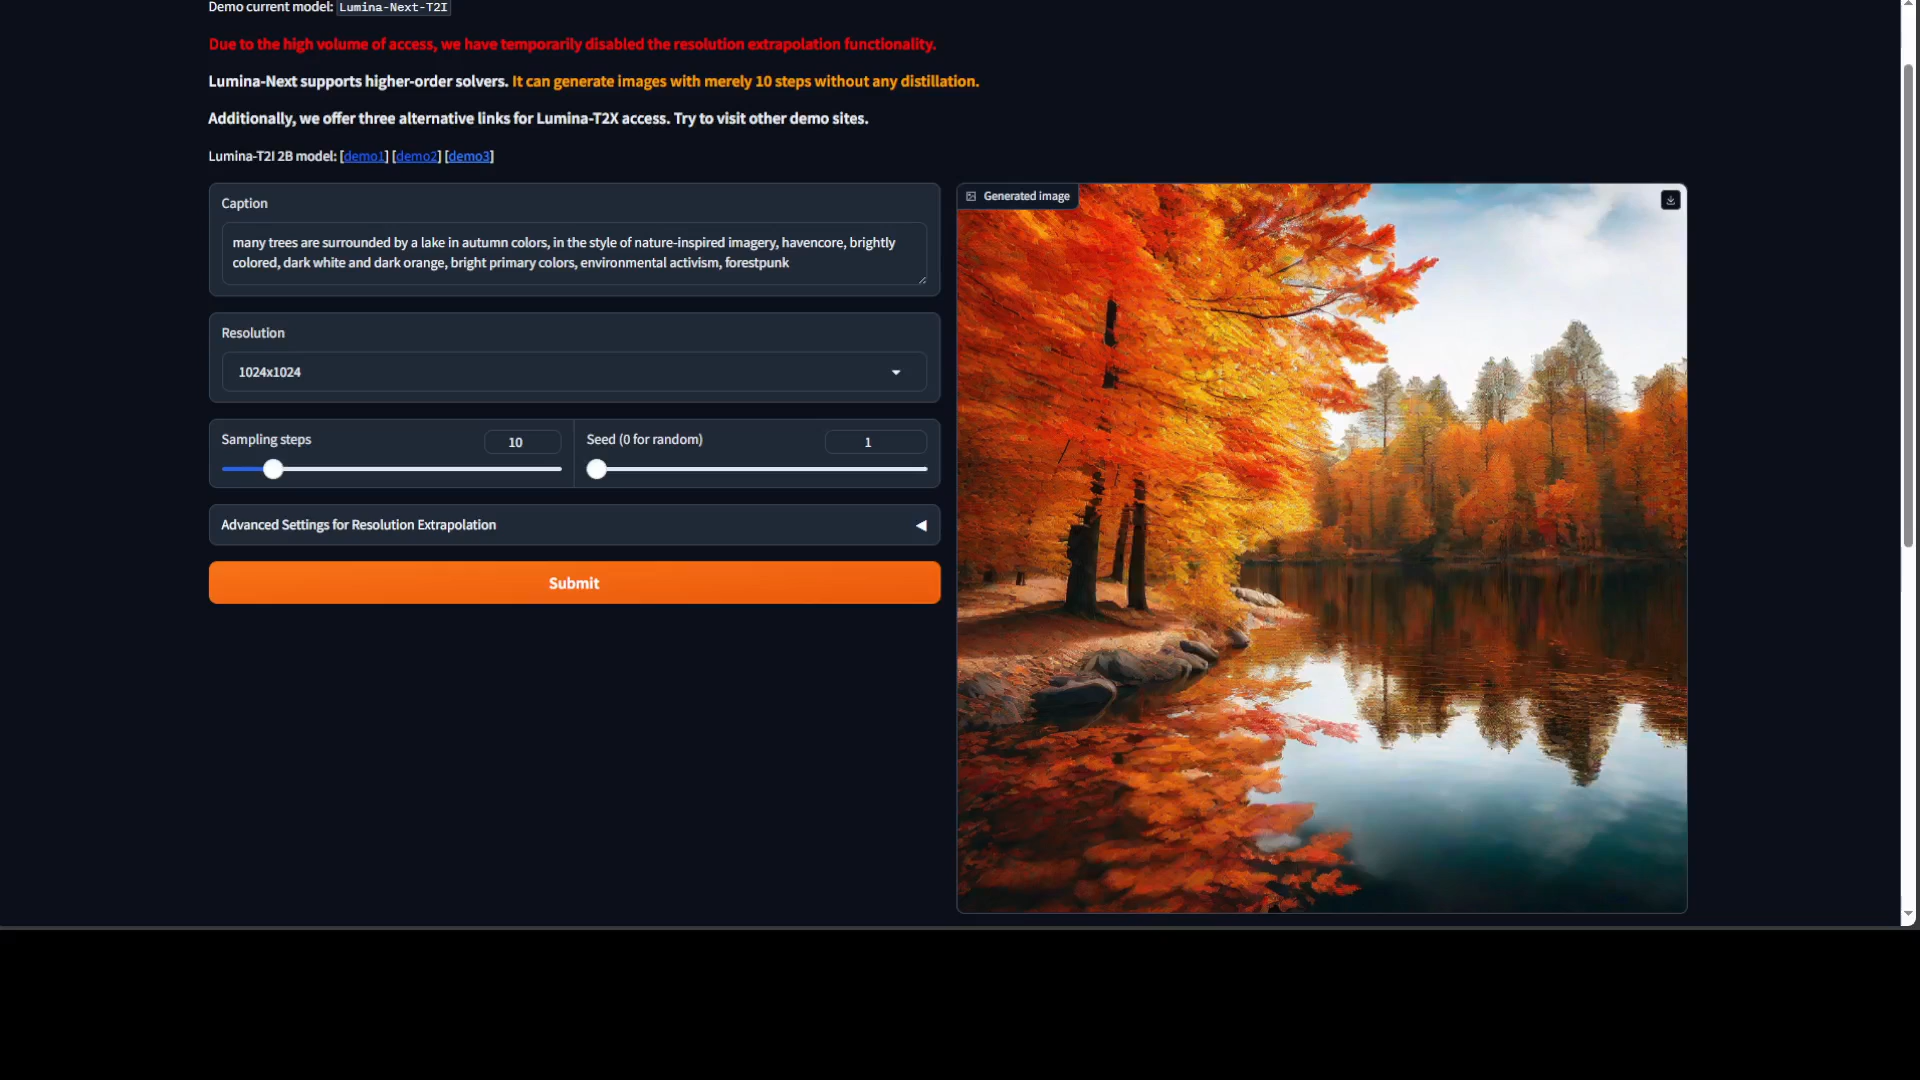 Demo current model: Lumina-Next-T2I
Due to the high volume of access, we have temporarily disabled the resolution extrapolation functionality.
Lumina-Next supports higher-order solvers. It can generate images with merely 10 steps without any distillation.
Additionally, we offer three alternative links for Lumina-T2X access. Try to visit other demo sites.
Lumina-T2I 2B model: [demo1] [demo2] [demo3]
Caption
many trees are surrounded by a lake in autumn colors, in the style of nature-inspired imagery, havencore, brightly
colored, dark white and dark orange, bright primary colors, environmental activism, forestpunk
Resolution
1024x1024
Sampling steps
10
Seed (0 for random)
1
Advanced Settings for Resolution Extrapolation
Submit
Generated image